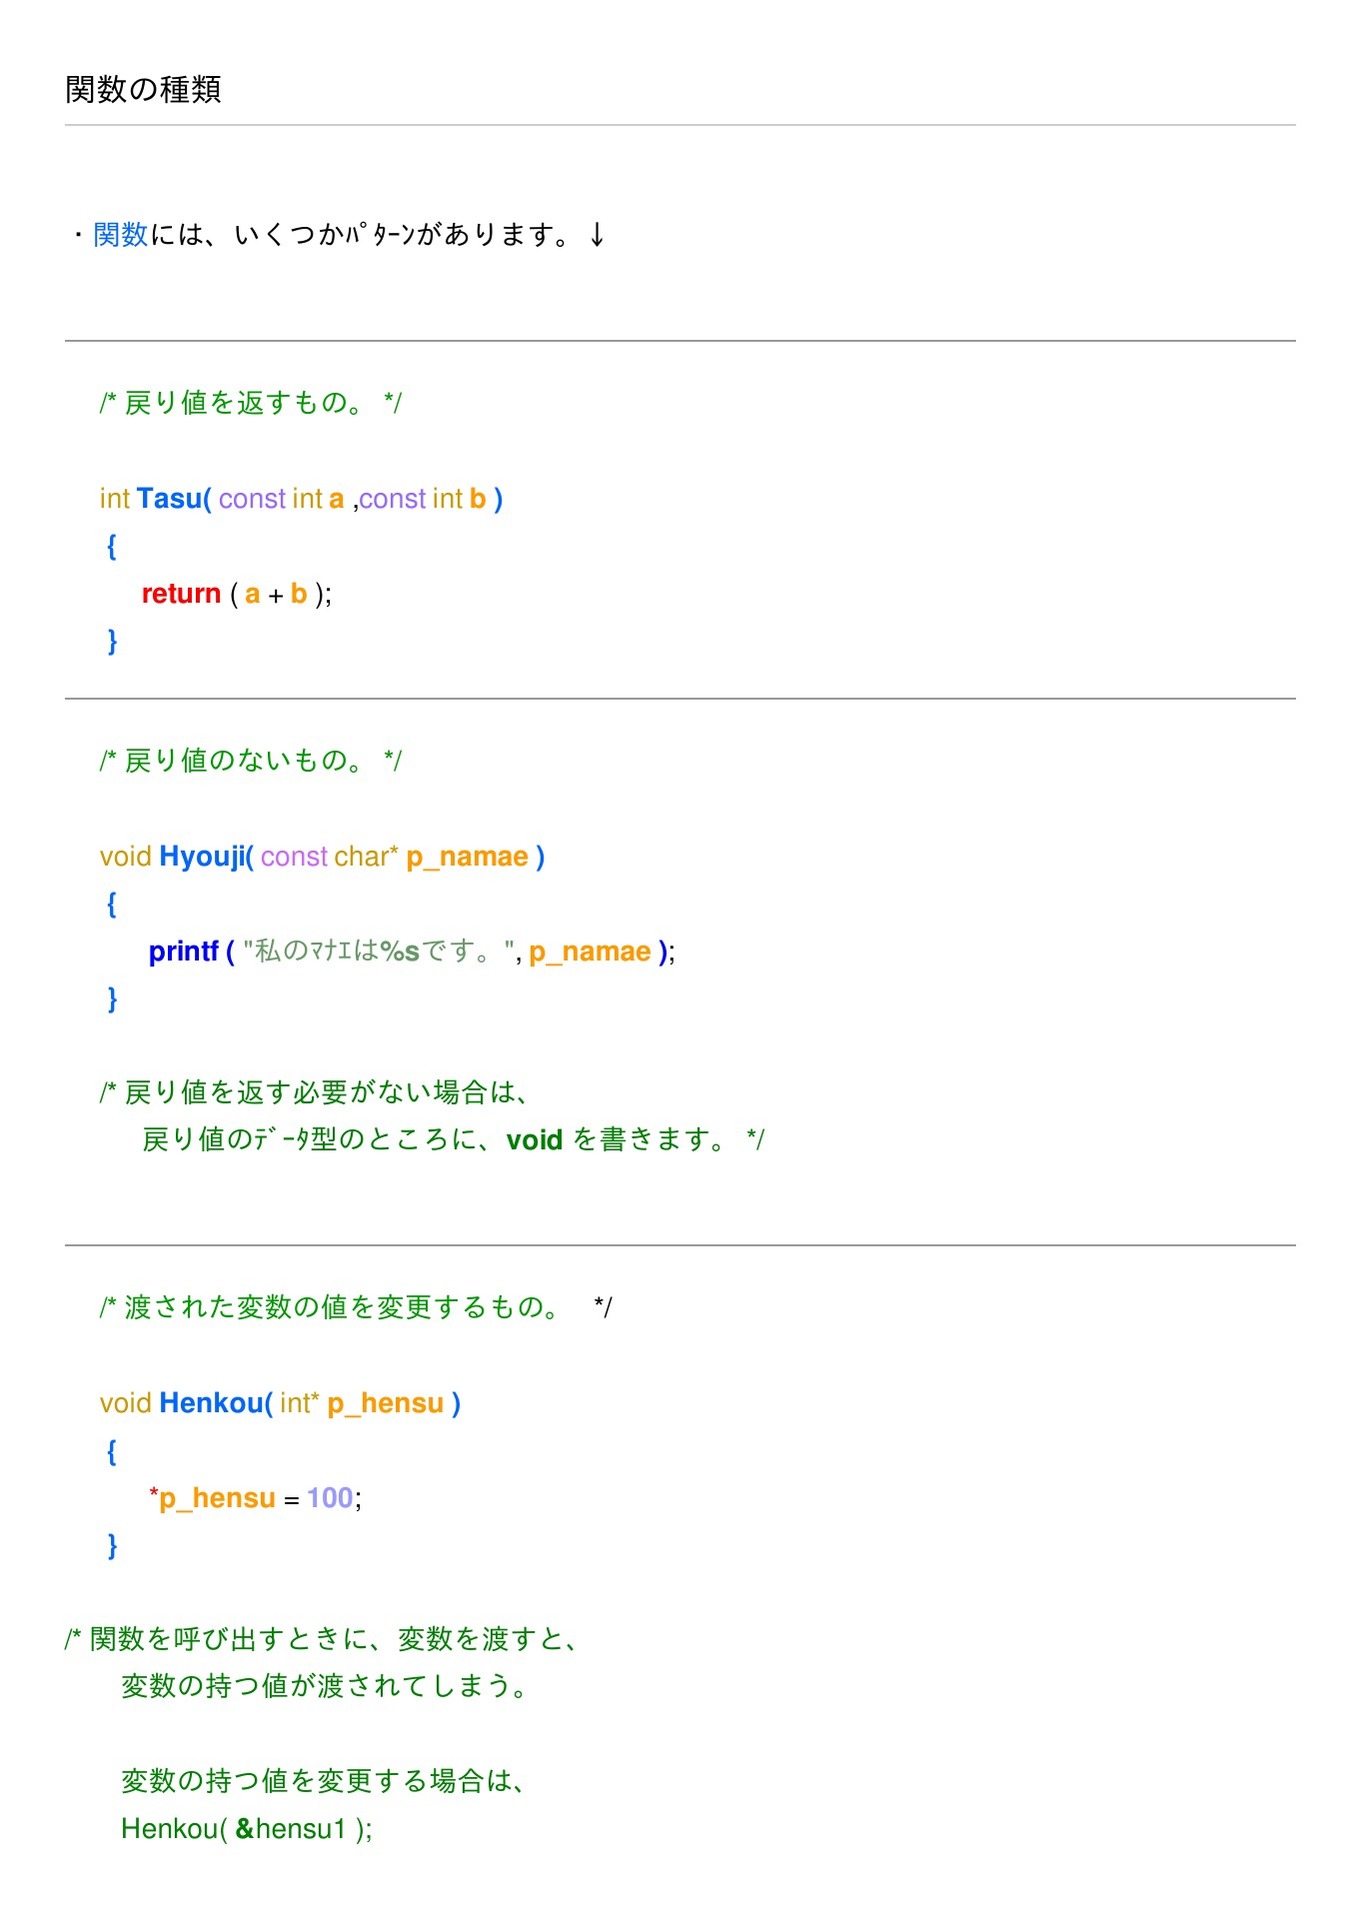 関数の種類
・関数には、いくつかﾊﾟﾀｰﾝがあります。↓
/* 戻り値を返すもの。 */
int Tasu( const int a ,const int b )
{
return ( a + b );
}
/* 戻り値のないもの。 */
void Hyouji( const char* p_namae )
{
printf ( "私のﾏﾅｴは%sです。", p_namae );
}
/* 戻り値を返す必要がない場合は、
戻り値のﾃﾞｰﾀ型のところに、void を書きます。 */
/* 渡された変数の値を変更するもの。　*/
void Henkou( int* p_hensu )
{
*p_hensu = 100;
}
/* 関数を呼び出すときに、変数を渡すと、
変数の持つ値が渡されてしまう。
変数の持つ値を変更する場合は、
Henkou( &hensu1 );